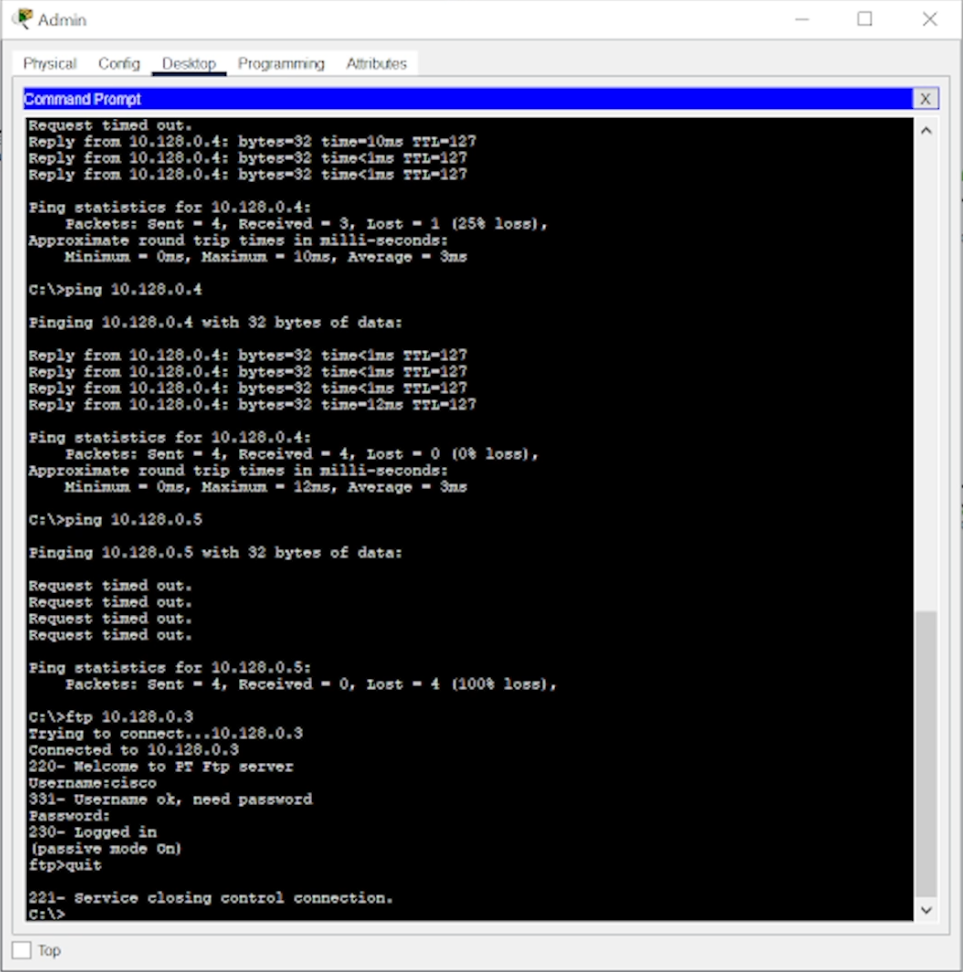 Admin
Physical Config Desktop Programming Attributes
Command Prompt X
Request timed out.
Reply from 10.128.0.4: bytes=32 time=10ms TTL=127
Reply from 10.128.0.4: bytes=32 time<1ms TTL=127
Reply from 10.128.0.4: bytes=32 time<1ms TTL=127
Ping statistics for 10.128.0.4:
Packets: Sent = 4, Received = 3, Lost = 1 (25% loss),
Approximate round trip times in milli-seconds:
Minimum = 0ms, Maximum = 10ms, Average = 3ms
C:\>ping 10.128.0.4
Pinging 10.128.0.4 with 32 bytes of data:
Reply from 10.128.0.4: bytes=32 time<1ms TTL=127
Reply from 10.128.0.4: bytes=32 time<1ms TTL=127
Reply from 10.128.0.4: bytes=32 time<1ms TTL=127
Reply from 10.128.0.4: bytes=32 time=12ms TTL=127
Ping statistics for 10.128.0.4:
Packets: Sent = 4, Received = 4, Lost = 0 (0% loss),
Approximate round trip times in milli-seconds:
Minimum = 0ms, Maximum = 12ms, Average = 3ms
C:\>ping 10.128.0.5
Pinging 10.128.0.5 with 32 bytes of data:
Request timed out.
Request timed out.
Request timed out.
Request timed out.
Ping statistics for 10.128.0.5:
Packets: Sent = 4, Received = 0, Lost = 4 (100% loss),
C:\>ftp 10.128.0.3
Trying to connect...10.128.0.3
Connected to 10.128.0.3
220- Welcome to PT Ftp server
Username:cisco
331- Username ok, need password
Password:
230- Logged in
(passive mode On)
ftp>quit
221- Service closing control connection.
C:\>
Top